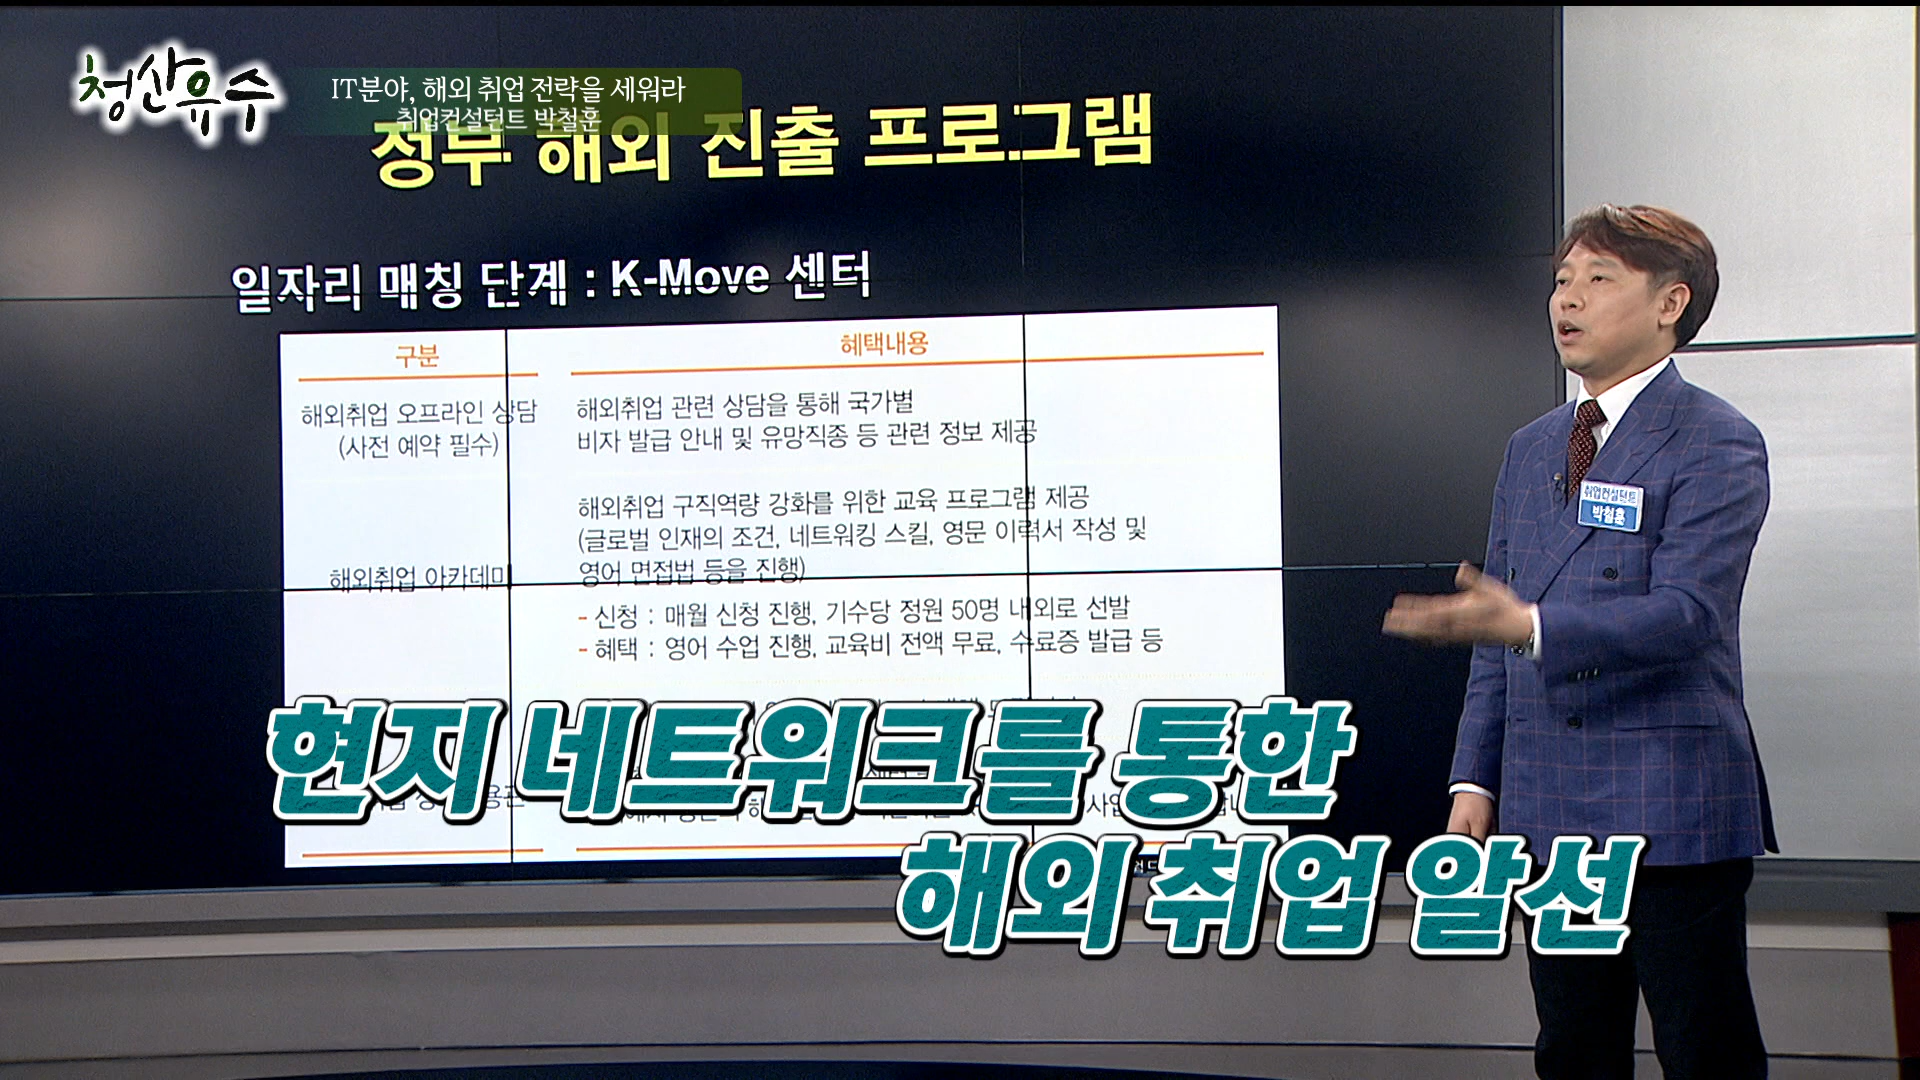 청산유수
IT분야, 해외 취업 전략을 세워라
취업컨설턴트 박철훈
정부 해외 진출 프로그램
일자리 매칭 단계 : K-Move 센터
구분
혜택내용
해외취업 오프라인 상담
(사전 예약 필수)
해외취업 관련 상담을 통해 국가별
비자 발급 안내 및 유망직종 등 관련 정보 제공
해외취업 아카데미
해외취업 구직역량 강화를 위한 교육 프로그램 제공
(글로벌 인재의 조건, 네트워킹 스킬, 영문 이력서 작성 및
영어 면접법 등을 진행)
- 신청 : 매월 신청 진행, 기수당 정원 50명 내외로 선발
- 혜택 : 영어 수업 진행, 교육비 전액 무료, 수료증 발급 등
취업컨설턴트
박철훈
현지 네트워크를 통한
해외 취업 알선